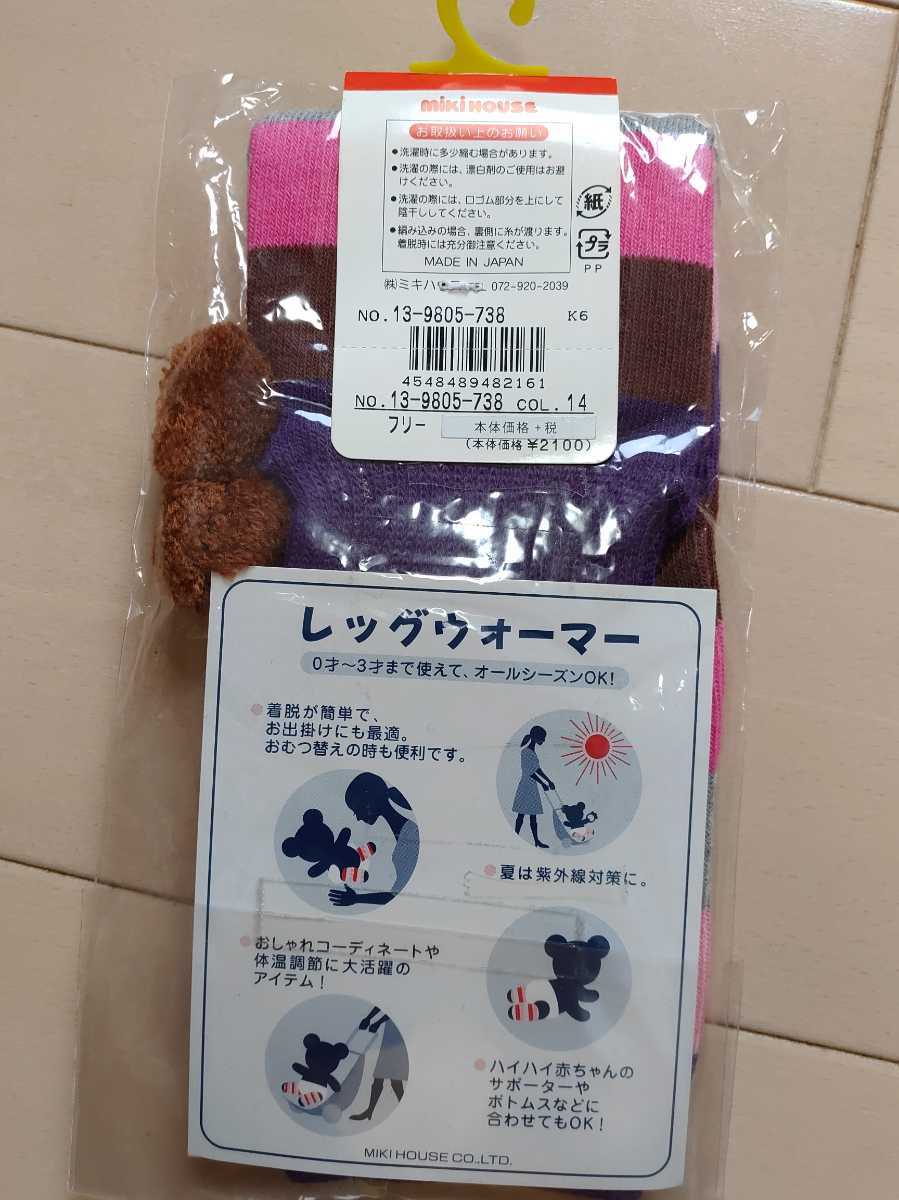 miki HOUSE
お取扱い上のお願い
●洗濯時に多少縮む場合があります。
●洗濯の際には、漂白剤のご使用はお避
けください。
●洗濯の際には、口ゴム部分を上にして
陰干ししてください。
●編み込みの場合、裏側に糸が渡ります。
着脱時には充分御注意ください。
MADE IN JAPAN
紙
プラ
PP
㈱ミキハ TEL 072-920-2039
NO.13-9805-738 K6
4548489482161
NO.13-9805-738 COL.14
フリー 本体価格+税
(本体価格¥2100)
レッグウォーマー
0才〜3才まで使えて、オールシーズンOK!
●着脱が簡単で、
お出掛けにも最適。
おむつ替えの時も便利です。
●夏は紫外線対策に。
●おしゃれコーディネートや
体温調節に大活躍の
アイテム!
●ハイハイ赤ちゃんの
サポーターや
ボトムスなどに
合わせてもOK!
MIKI HOUSE CO.,LTD.